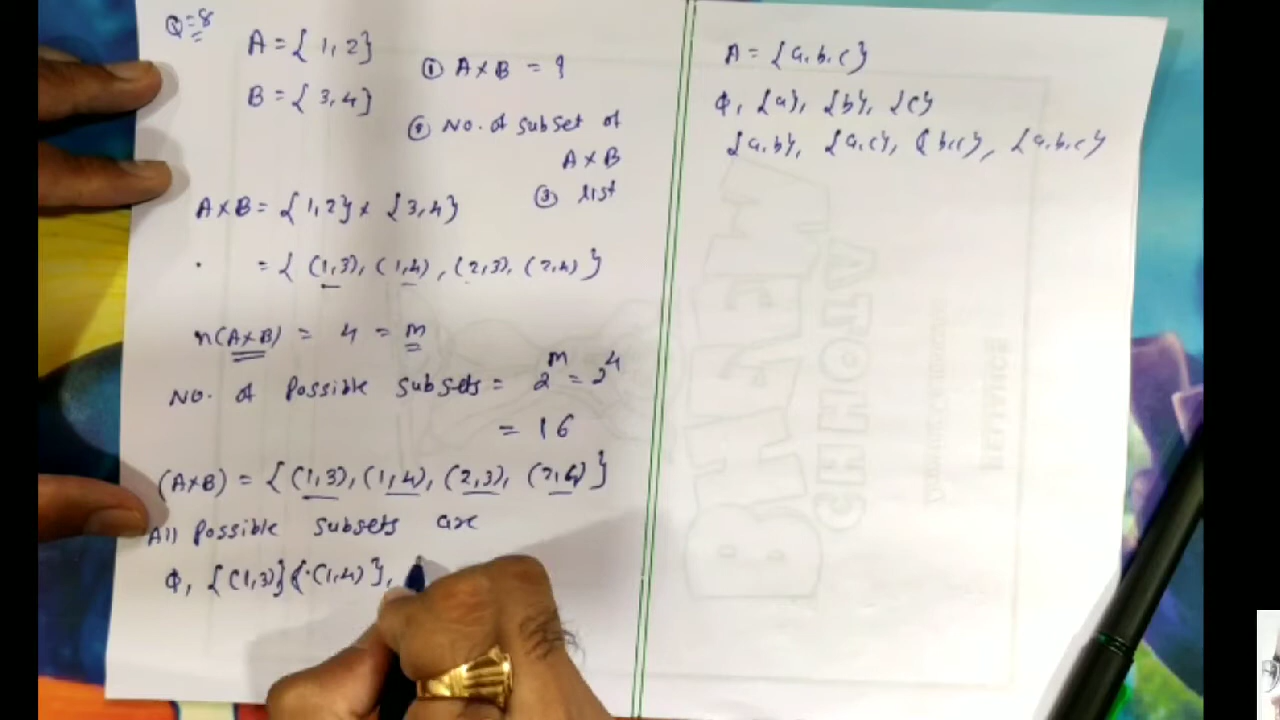 Q=8
A = { 1, 2}
B = { 3, 4}
① A×B = ?
② No. of subset of
A×B
③ list
A×B = { 1,2} × {3,4}
= { (1,3), (1,4), (2,3), (2,4) }
n(A×B) = 4 = m
No. of possible subsets = 2^m = 2^4
= 16
(A×B) = { (1,3), (1,4), (2,3), (2,4) }
All possible subsets are
ϕ, {(1,3)} {(1,4)},
A = {a,b,c}
ϕ, {a}, {b}, {c}
{a,b}, {a,c}, {b,c}, {a,b,c}
BHEEM
CHHOTA